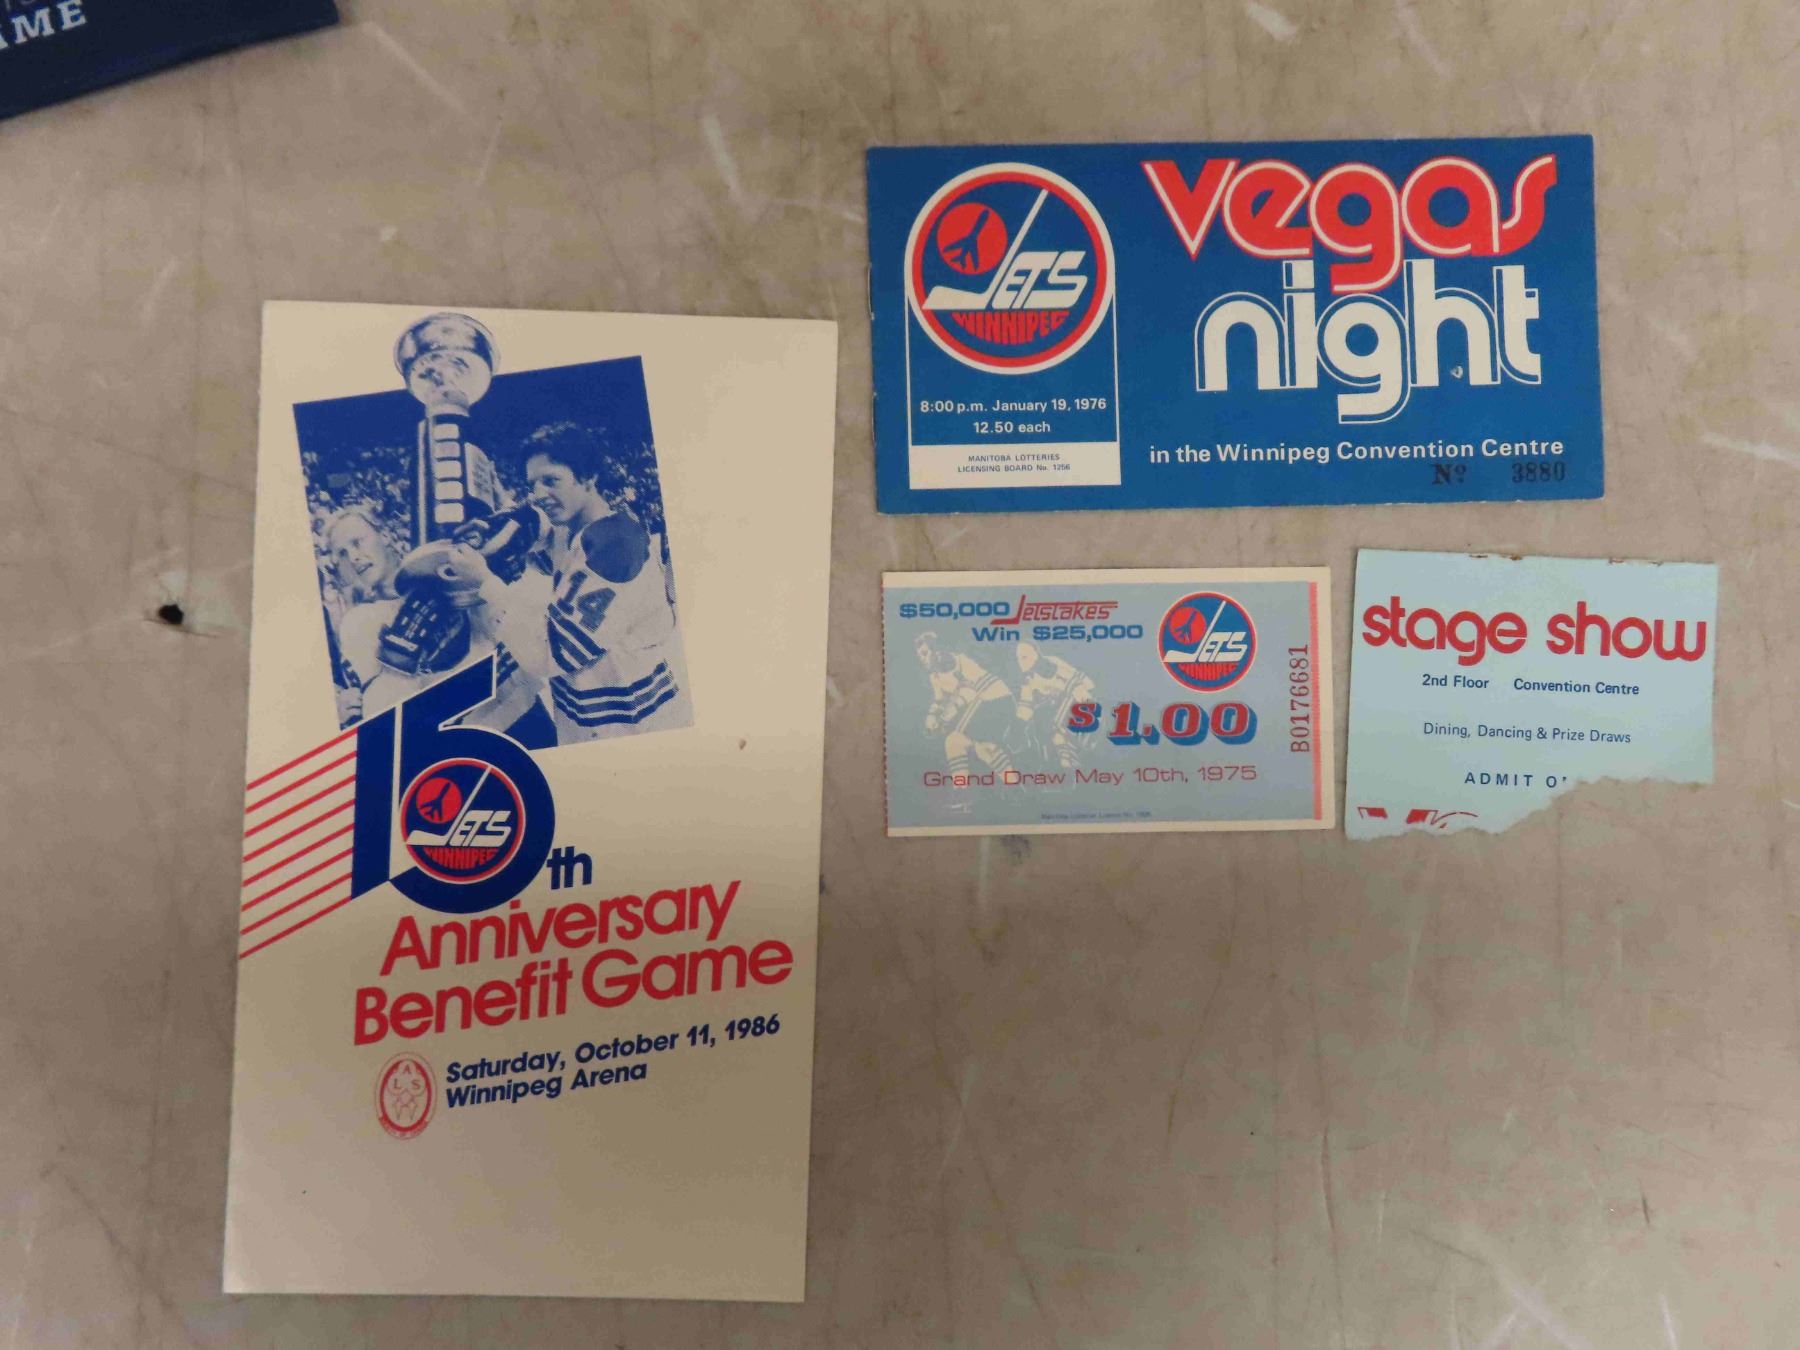 AME
14
15th
JETS
WINNIPEG
Anniversary
Benefit Game
Saturday, October 11, 1986
Winnipeg Arena
ALS
JETS
WINNIPEG
8:00 p.m. January 19, 1976
12.50 each
MANITOBA LOTTERIES
LICENSING BOARD No. 1256
vegas
night
in the Winnipeg Convention Centre
Nº 3880
$50,000 Jetstakes
Win $25,000
JETS
WINNIPEG
$1.00
Grand Draw May 10th, 1975
B0176681
stage show
2nd Floor Convention Centre
Dining, Dancing & Prize Draws
ADMIT